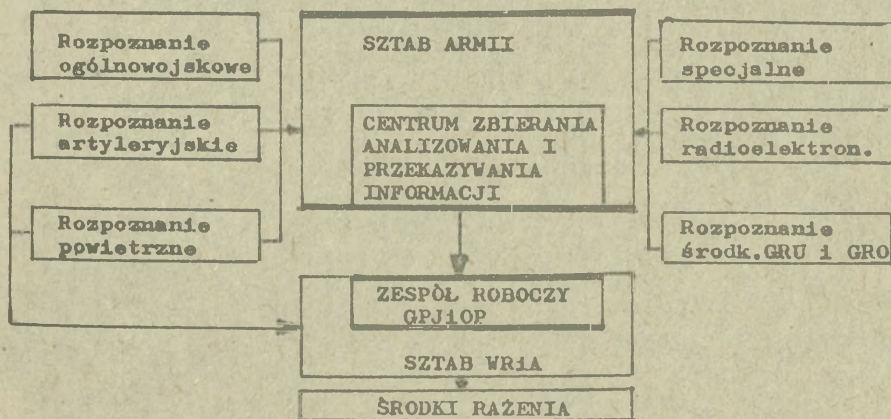 Rozpoznanie
ogólnowojskowe
Rozpoznanie
artyleryjskie
Rozpoznanie
powietrzne
SZTAB ARMII
CENTRUM ZBIERANIA
ANALIZOWANIA I
PRZEKAZYWANIA
INFORMACJI
Rozpoznanie
specjalne
Rozpoznanie
radioelektron.
Rozpoznanie
środk.GRU i GRO
ZESPÓŁ ROBOCZY
GPJiOP
SZTAB WRiA
ŚRODKI RAŻENIA